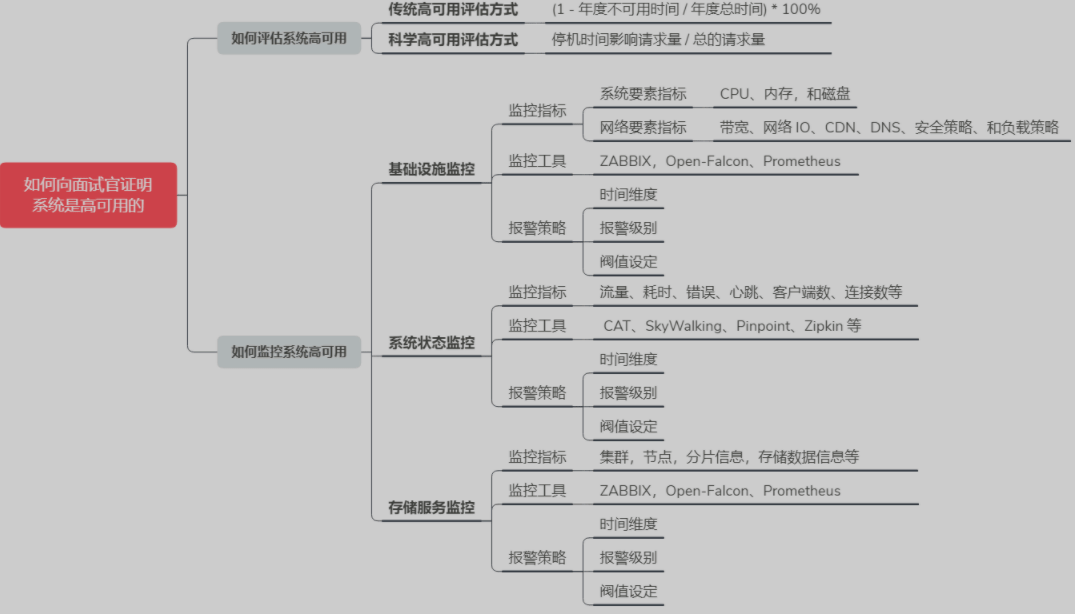 如何向面试官证明
系统是高可用的
如何评估系统高可用
传统高可用评估方式
(1 - 年度不可用时间 / 年度总时间) * 100%
科学高可用评估方式
停机时间影响请求量 / 总的请求量
如何监控系统高可用
基础设施监控
监控指标
系统要素指标
CPU、内存，和磁盘
网络要素指标
带宽、网络 IO、CDN、DNS、安全策略、和负载策略
监控工具
ZABBIX，Open-Falcon、Prometheus
报警策略
时间维度
报警级别
阀值设定
系统状态监控
监控指标
流量、耗时、错误、心跳、客户端数、连接数等
监控工具
CAT、SkyWalking、Pinpoint、Zipkin 等
报警策略
时间维度
报警级别
阀值设定
存储服务监控
监控指标
集群，节点，分片信息，存储数据信息等
监控工具
ZABBIX，Open-Falcon、Prometheus
报警策略
时间维度
报警级别
阀值设定